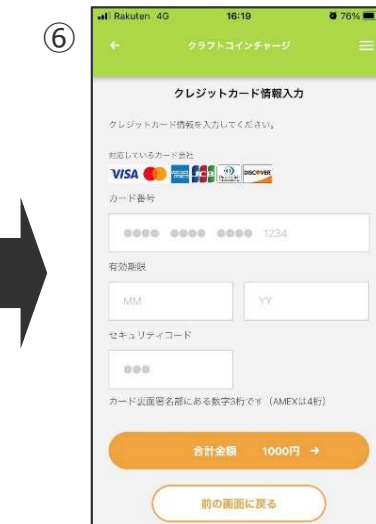 ⑥
Rakuten 4G 16:19 76%
クラフトコインチャージ
クレジットカード情報入力
クレジットカード情報を入力してください。
対応しているカード会社
VISA AMERICAN EXPRESS JCB Diners Club DISCOVER
カード番号
●●●● ●●●● ●●●● 1234
有効期限
MM YY
セキュリティコード
●●●
カード裏面署名部にある数字3桁です（AMEXは4桁）
合計金額 1000円 →
前の画面に戻る